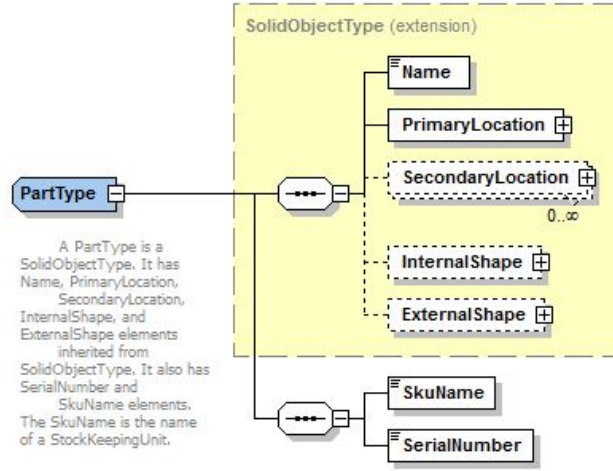 SolidObjectType (extension)
Name
PrimaryLocation
SecondaryLocation
0..∞
InternalShape
ExternalShape
PartType
A PartType is a
SolidObjectType. It has
Name, PrimaryLocation,
SecondaryLocation,
InternalShape, and
ExternalShape elements
inherited from
SolidObjectType. It also has
SerialNumber and
SkuName elements.
The SkuName is the name
of a StockKeepingUnit.
SkuName
SerialNumber